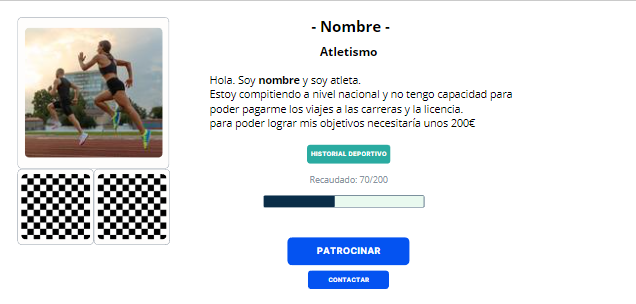 - Nombre -
Atletismo
Hola. Soy nombre y soy atleta.
Estoy compitiendo a nivel nacional y no tengo capacidad para
poder pagarme los viajes a las carreras y la licencia.
para poder lograr mis objetivos necesitaría unos 200€
HISTORIAL DEPORTIVO
Recaudado: 70/200
PATROCINAR
CONTACTAR